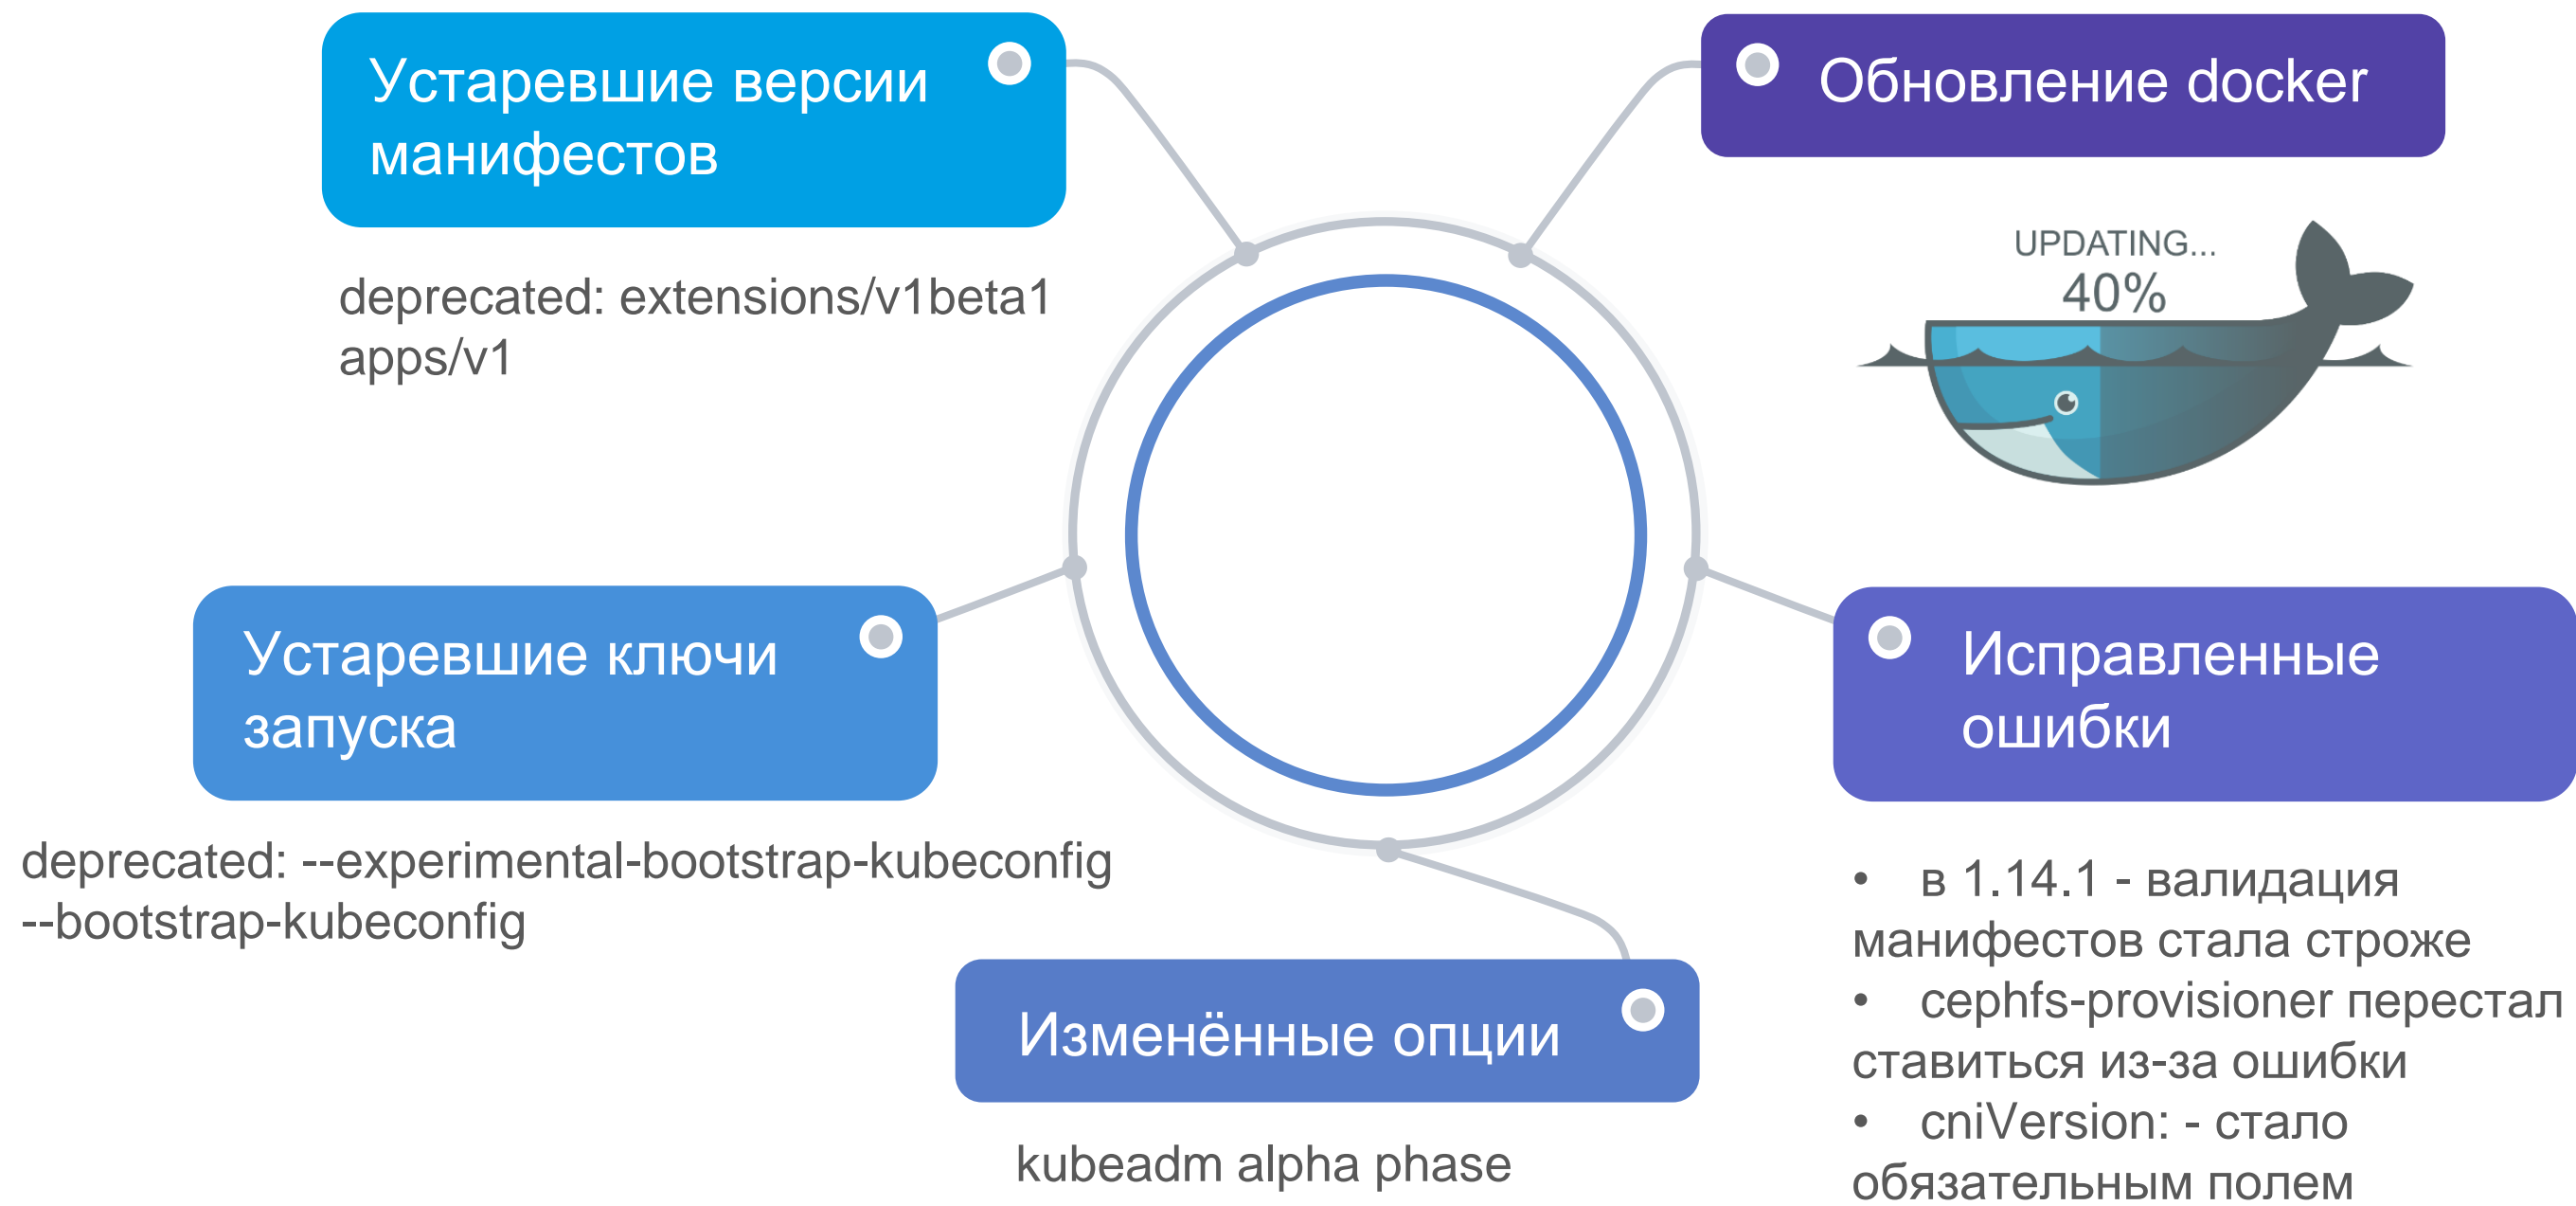 Устаревшие версии
манифестов
deprecated: extensions/v1beta1
apps/v1
Обновление docker
UPDATING...
40%
Устаревшие ключи
запуска
deprecated: --experimental-bootstrap-kubeconfig
--bootstrap-kubeconfig
Исправленные
ошибки
• в 1.14.1 - валидация
манифестов стала строже
• cephfs-provisioner перестал
ставиться из-за ошибки
• cniVersion: - стало
обязательным полем
Изменённые опции
kubeadm alpha phase